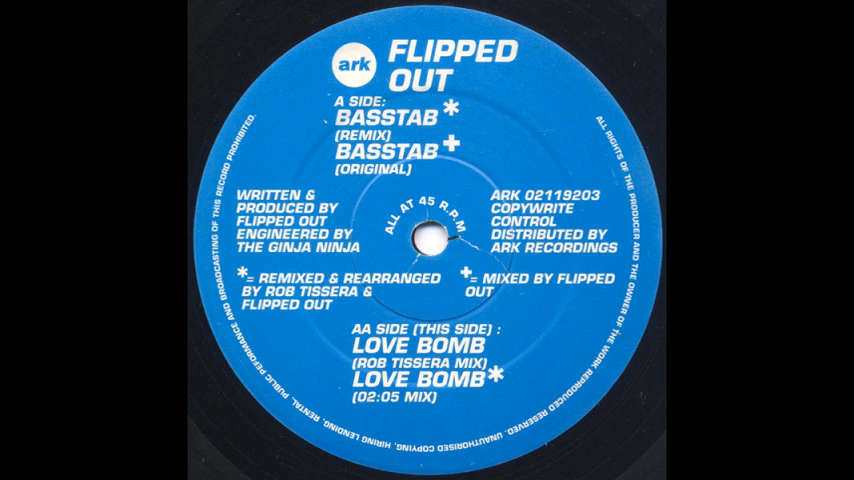 ark
FLIPPED
OUT
A SIDE:
BASSTAB*
(REMIX)
BASSTAB+
(ORIGINAL)
WRITTEN &
PRODUCED BY
FLIPPED OUT
ENGINEERED BY
THE GINJA NINJA
ALL AT 45 R.P.M
ARK 02119203
COPYWRITE
CONTROL
DISTRIBUTED BY
ARK RECORDINGS
*= REMIXED & REARRANGED
BY ROB TISSERA &
FLIPPED OUT
+= MIXED BY FLIPPED
OUT
AA SIDE (THIS SIDE) :
LOVE BOMB
(ROB TISSERA MIX)
LOVE BOMB*
(02:05 MIX)
ALL RIGHTS OF THE PRODUCER AND THE OWNER OF THE WORK REPRODUCED RESERVED. UNAUTHORISED COPYING, HIRING LENDING, RENTAL, PUBLIC PEFORMANCE AND BROADCASTING OF THIS RECORD PROHIBITED.